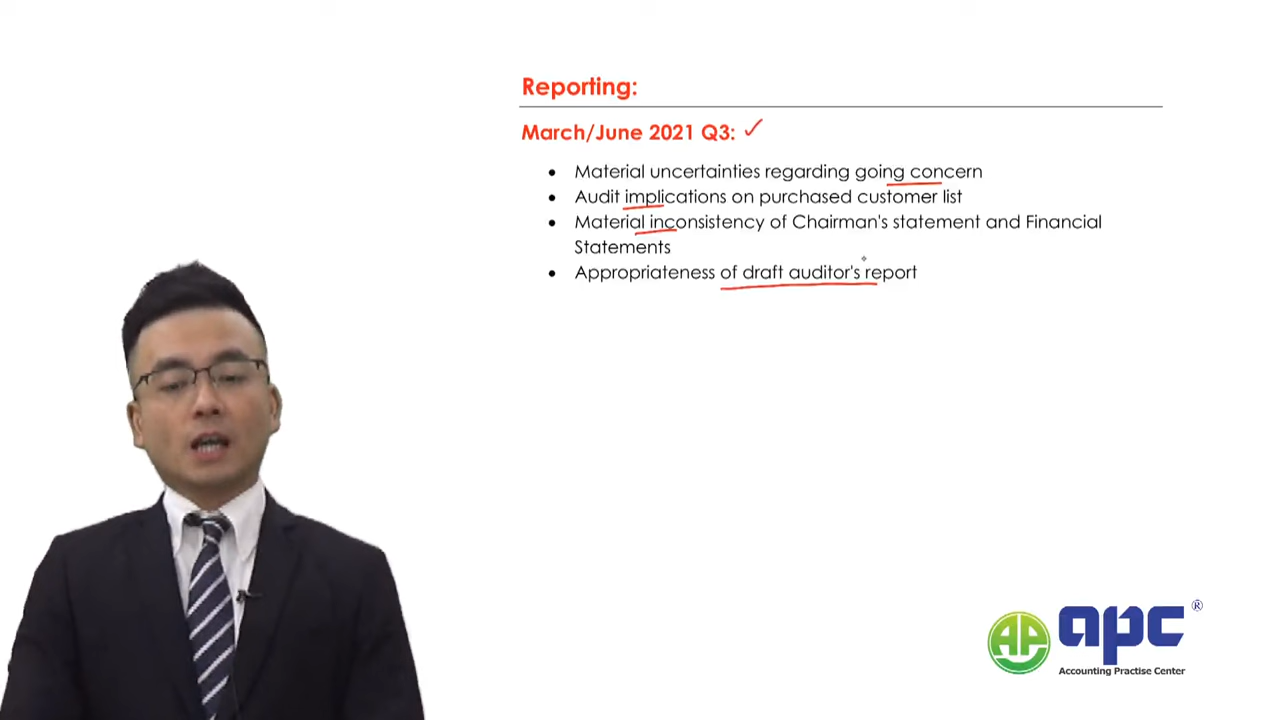 Reporting:
March/June 2021 Q3:
• Material uncertainties regarding going concern
• Audit implications on purchased customer list
• Material inconsistency of Chairman's statement and Financial
Statements
• Appropriateness of draft auditor's report
AP apc ®
Accounting Practise Center